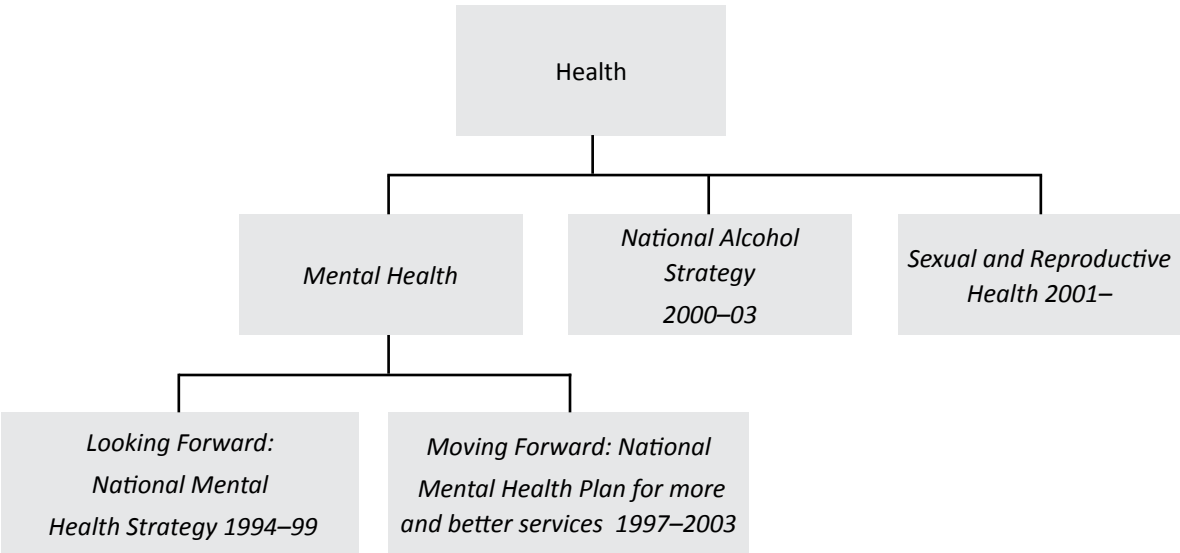 Health
Mental Health
National Alcohol
Strategy
2000–03
Sexual and Reproductive
Health 2001–
Looking Forward:
National Mental
Health Strategy 1994–99
Moving Forward: National
Mental Health Plan for more
and better services 1997–2003